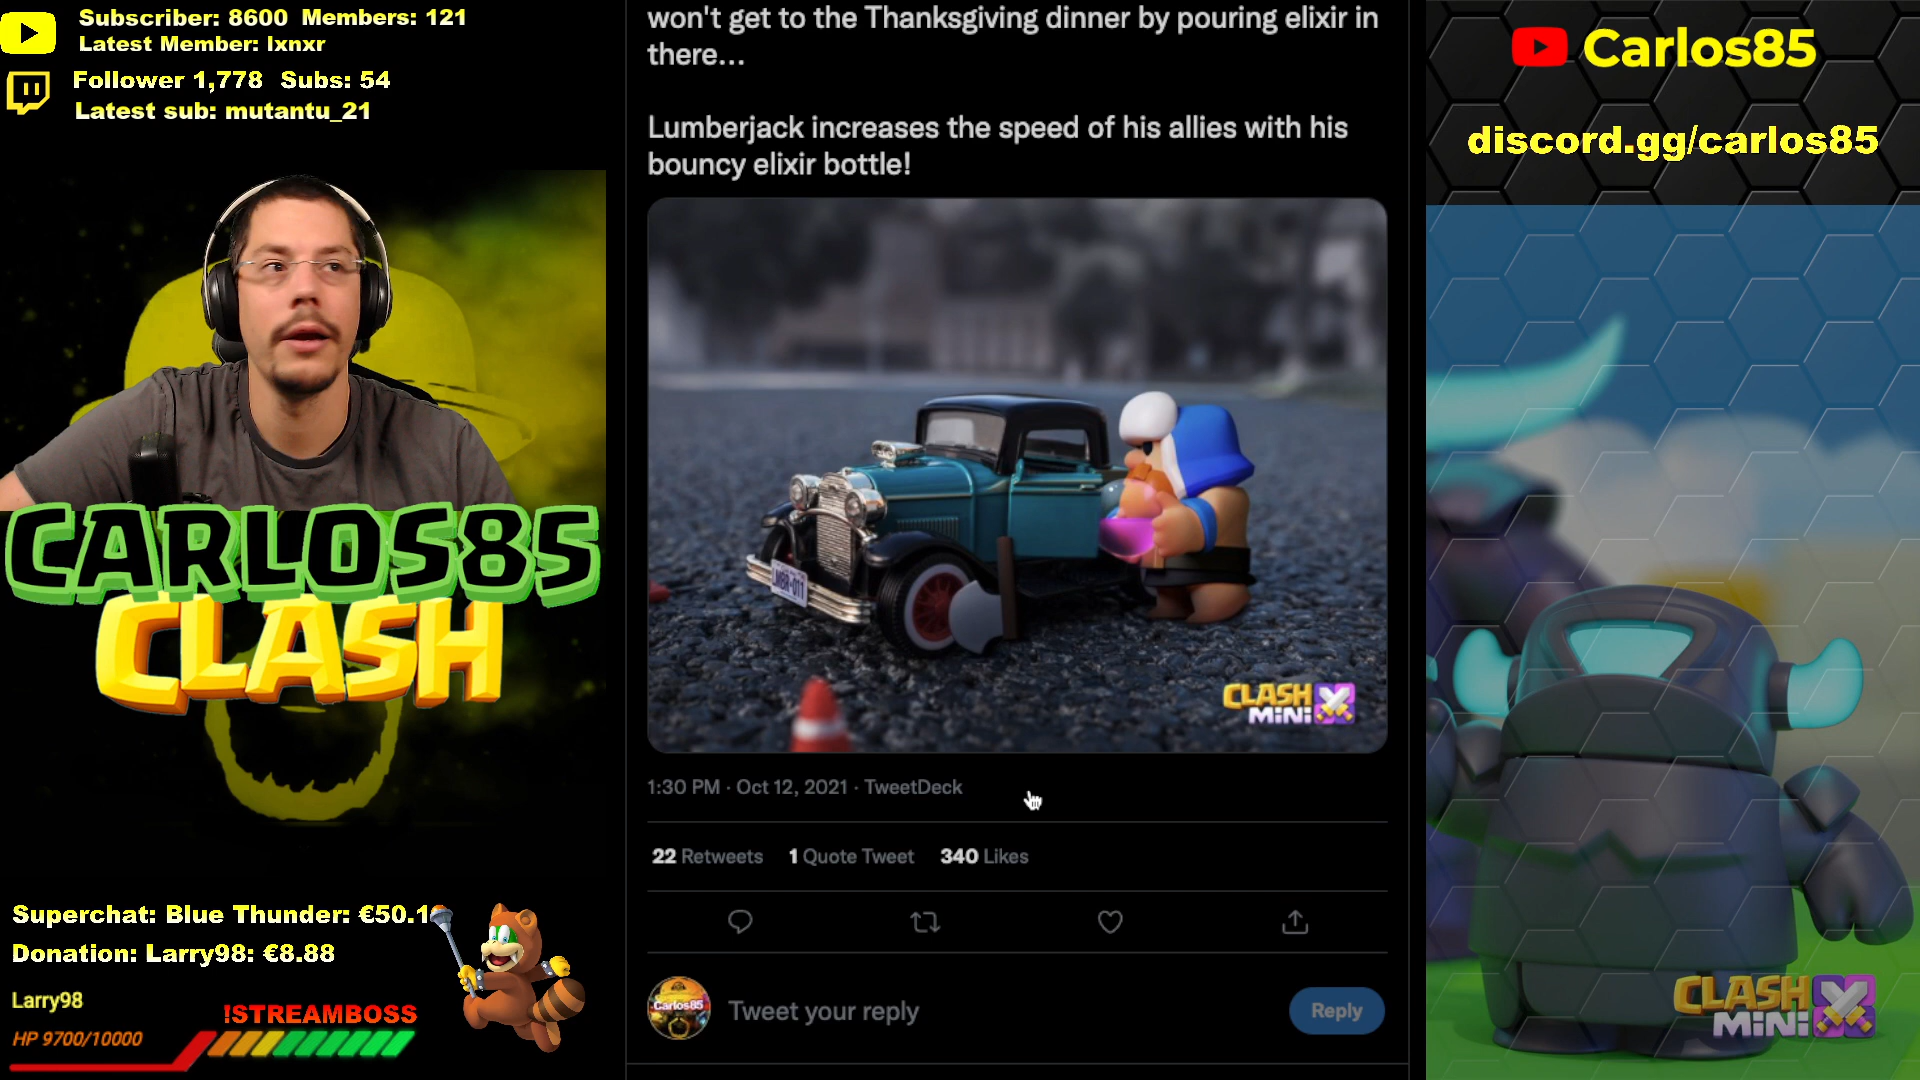 Subscriber: 8600 Members: 121
Latest Member: lxnxr
Follower 1,778 Subs: 54
Latest sub: mutantu_21
CARLOS85
CLASH
Superchat: Blue Thunder: €50.1
Donation: Larry98: €8.88
Larry98
!STREAMBOSS
HP 9700/10000
won't get to the Thanksgiving dinner by pouring elixir in
there...
Lumberjack increases the speed of his allies with his
bouncy elixir bottle!
LMBR-011
CLASH
MiNi
1:30 PM · Oct 12, 2021 · TweetDeck
22 Retweets 1 Quote Tweet 340 Likes
Carlos85
Tweet your reply
Reply
Carlos85
discord.gg/carlos85
CLASH
MiNi